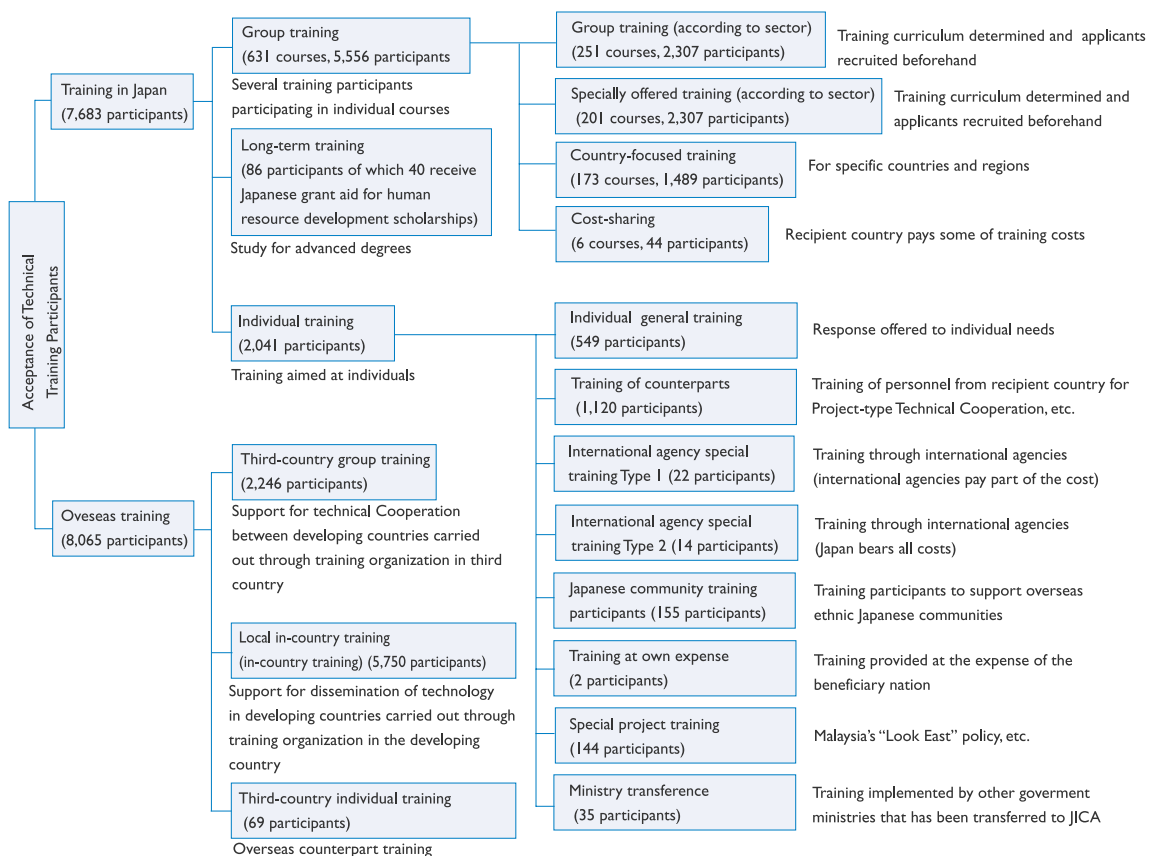 Acceptance of Technical
Training Participants
Training in Japan
(7,683 participants)
Group training
(631 courses, 5,556 participants
Several training participants
participating in individual courses
Group training (according to sector)
(251 courses, 2,307 participants)
Training curriculum determined and applicants
recruited beforehand
Specially offered training (according to sector)
(201 courses, 2,307 participants)
Training curriculum determined and
applicants recruited beforehand
Country-focused training
(173 courses, 1,489 participants)
For specific countries and regions
Cost-sharing
(6 courses, 44 participants)
Recipient country pays some of training costs
Long-term training
(86 participants of which 40 receive
Japanese grant aid for human
resource development scholarships)
Study for advanced degrees
Individual training
(2,041 participants)
Training aimed at individuals
Individual general training
(549 participants)
Response offered to individual needs
Training of counterparts
(1,120 participants)
Training of personnel from recipient country for
Project-type Technical Cooperation, etc.
International agency special
training Type 1 (22 participants)
Training through international agencies
(international agencies pay part of the cost)
International agency special
training Type 2 (14 participants)
Training through international agencies
(Japan bears all costs)
Japanese community training
participants (155 participants)
Training participants to support overseas
ethnic Japanese communities
Training at own expense
(2 participants)
Training provided at the expense of the
beneficiary nation
Special project training
(144 participants)
Malaysia's “Look East” policy, etc.
Ministry transference
(35 participants)
Training implemented by other goverment
ministries that has been transferred to JICA
Overseas training
(8,065 participants)
Third-country group training
(2,246 participants)
Support for technical Cooperation
between developing countries carried
out through training organization in third
country
Local in-country training
(in-country training) (5,750 participants)
Support for dissemination of technology
in developing countries carried out through
training organization in the developing
country
Third-country individual training
(69 participants)
Overseas counterpart training